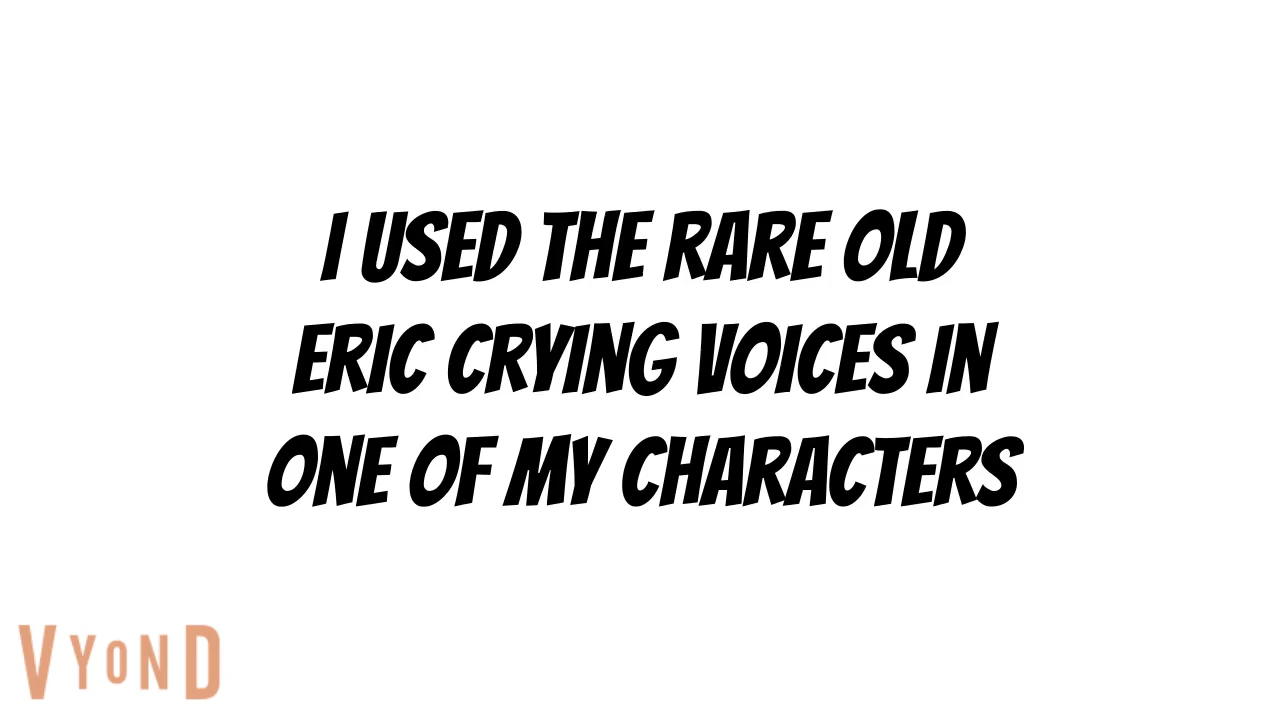 I USED THE RARE OLD
ERIC CRYING VOICES IN
ONE OF MY CHARACTERS
VYOND